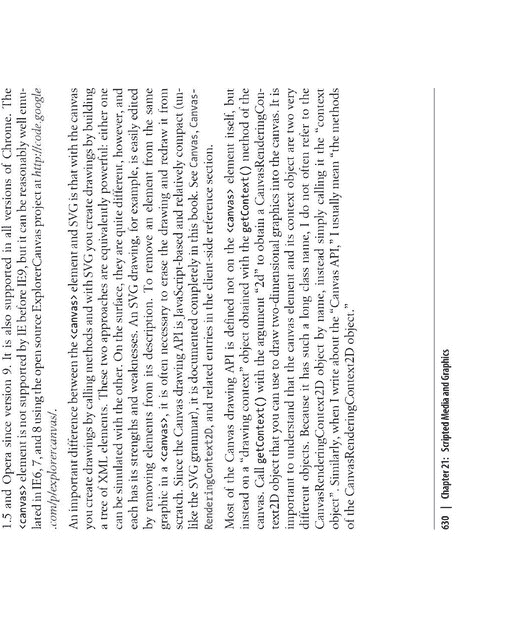 1.5 and Opera since version 9. It is also supported in all versions of Chrome. The
<canvas> element is not supported by IE before IE9, but it can be reasonably well emu-
lated in IE6, 7, and 8 using the open source ExplorerCanvas project at http://code.google
.com/p/explorercanvas/.
An important difference between the <canvas> element and SVG is that with the canvas
you create drawings by calling methods and with SVG you create drawings by building
a tree of XML elements. These two approaches are equivalently powerful: either one
can be simulated with the other. On the surface, they are quite different, however, and
each has its strengths and weaknesses. An SVG drawing, for example, is easily edited
by removing elements from its description. To remove an element from the same
graphic in a <canvas>, it is often necessary to erase the drawing and redraw it from
scratch. Since the Canvas drawing API is JavaScript-based and relatively compact (un-
like the SVG grammar), it is documented completely in this book. See Canvas, Canvas-
RenderingContext2D, and related entries in the client-side reference section.
Most of the Canvas drawing API is defined not on the <canvas> element itself, but
instead on a “drawing context” object obtained with the getContext() method of the
canvas. Call getContext() with the argument “2d” to obtain a CanvasRenderingCon-
text2D object that you can use to draw two-dimensional graphics into the canvas. It is
important to understand that the canvas element and its context object are two very
different objects. Because it has such a long class name, I do not often refer to the
CanvasRenderingContext2D object by name, instead simply calling it the “context
object”. Similarly, when I write about the “Canvas API,” I usually mean “the methods
of the CanvasRenderingContext2D object.”
630 | Chapter 21: Scripted Media and Graphics